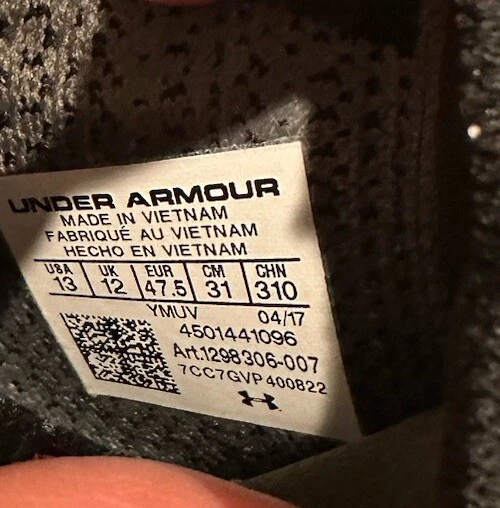 UNDER ARMOUR
MADE IN VIETNAM
FABRIQUÉ AU VIETNAM
HECHO EN VIETNAM
USA UK EUR CM CHN
13 12 47.5 31 310
YMUV 04/17
4501441096
Art.1298306-007
7CC7GVP400822